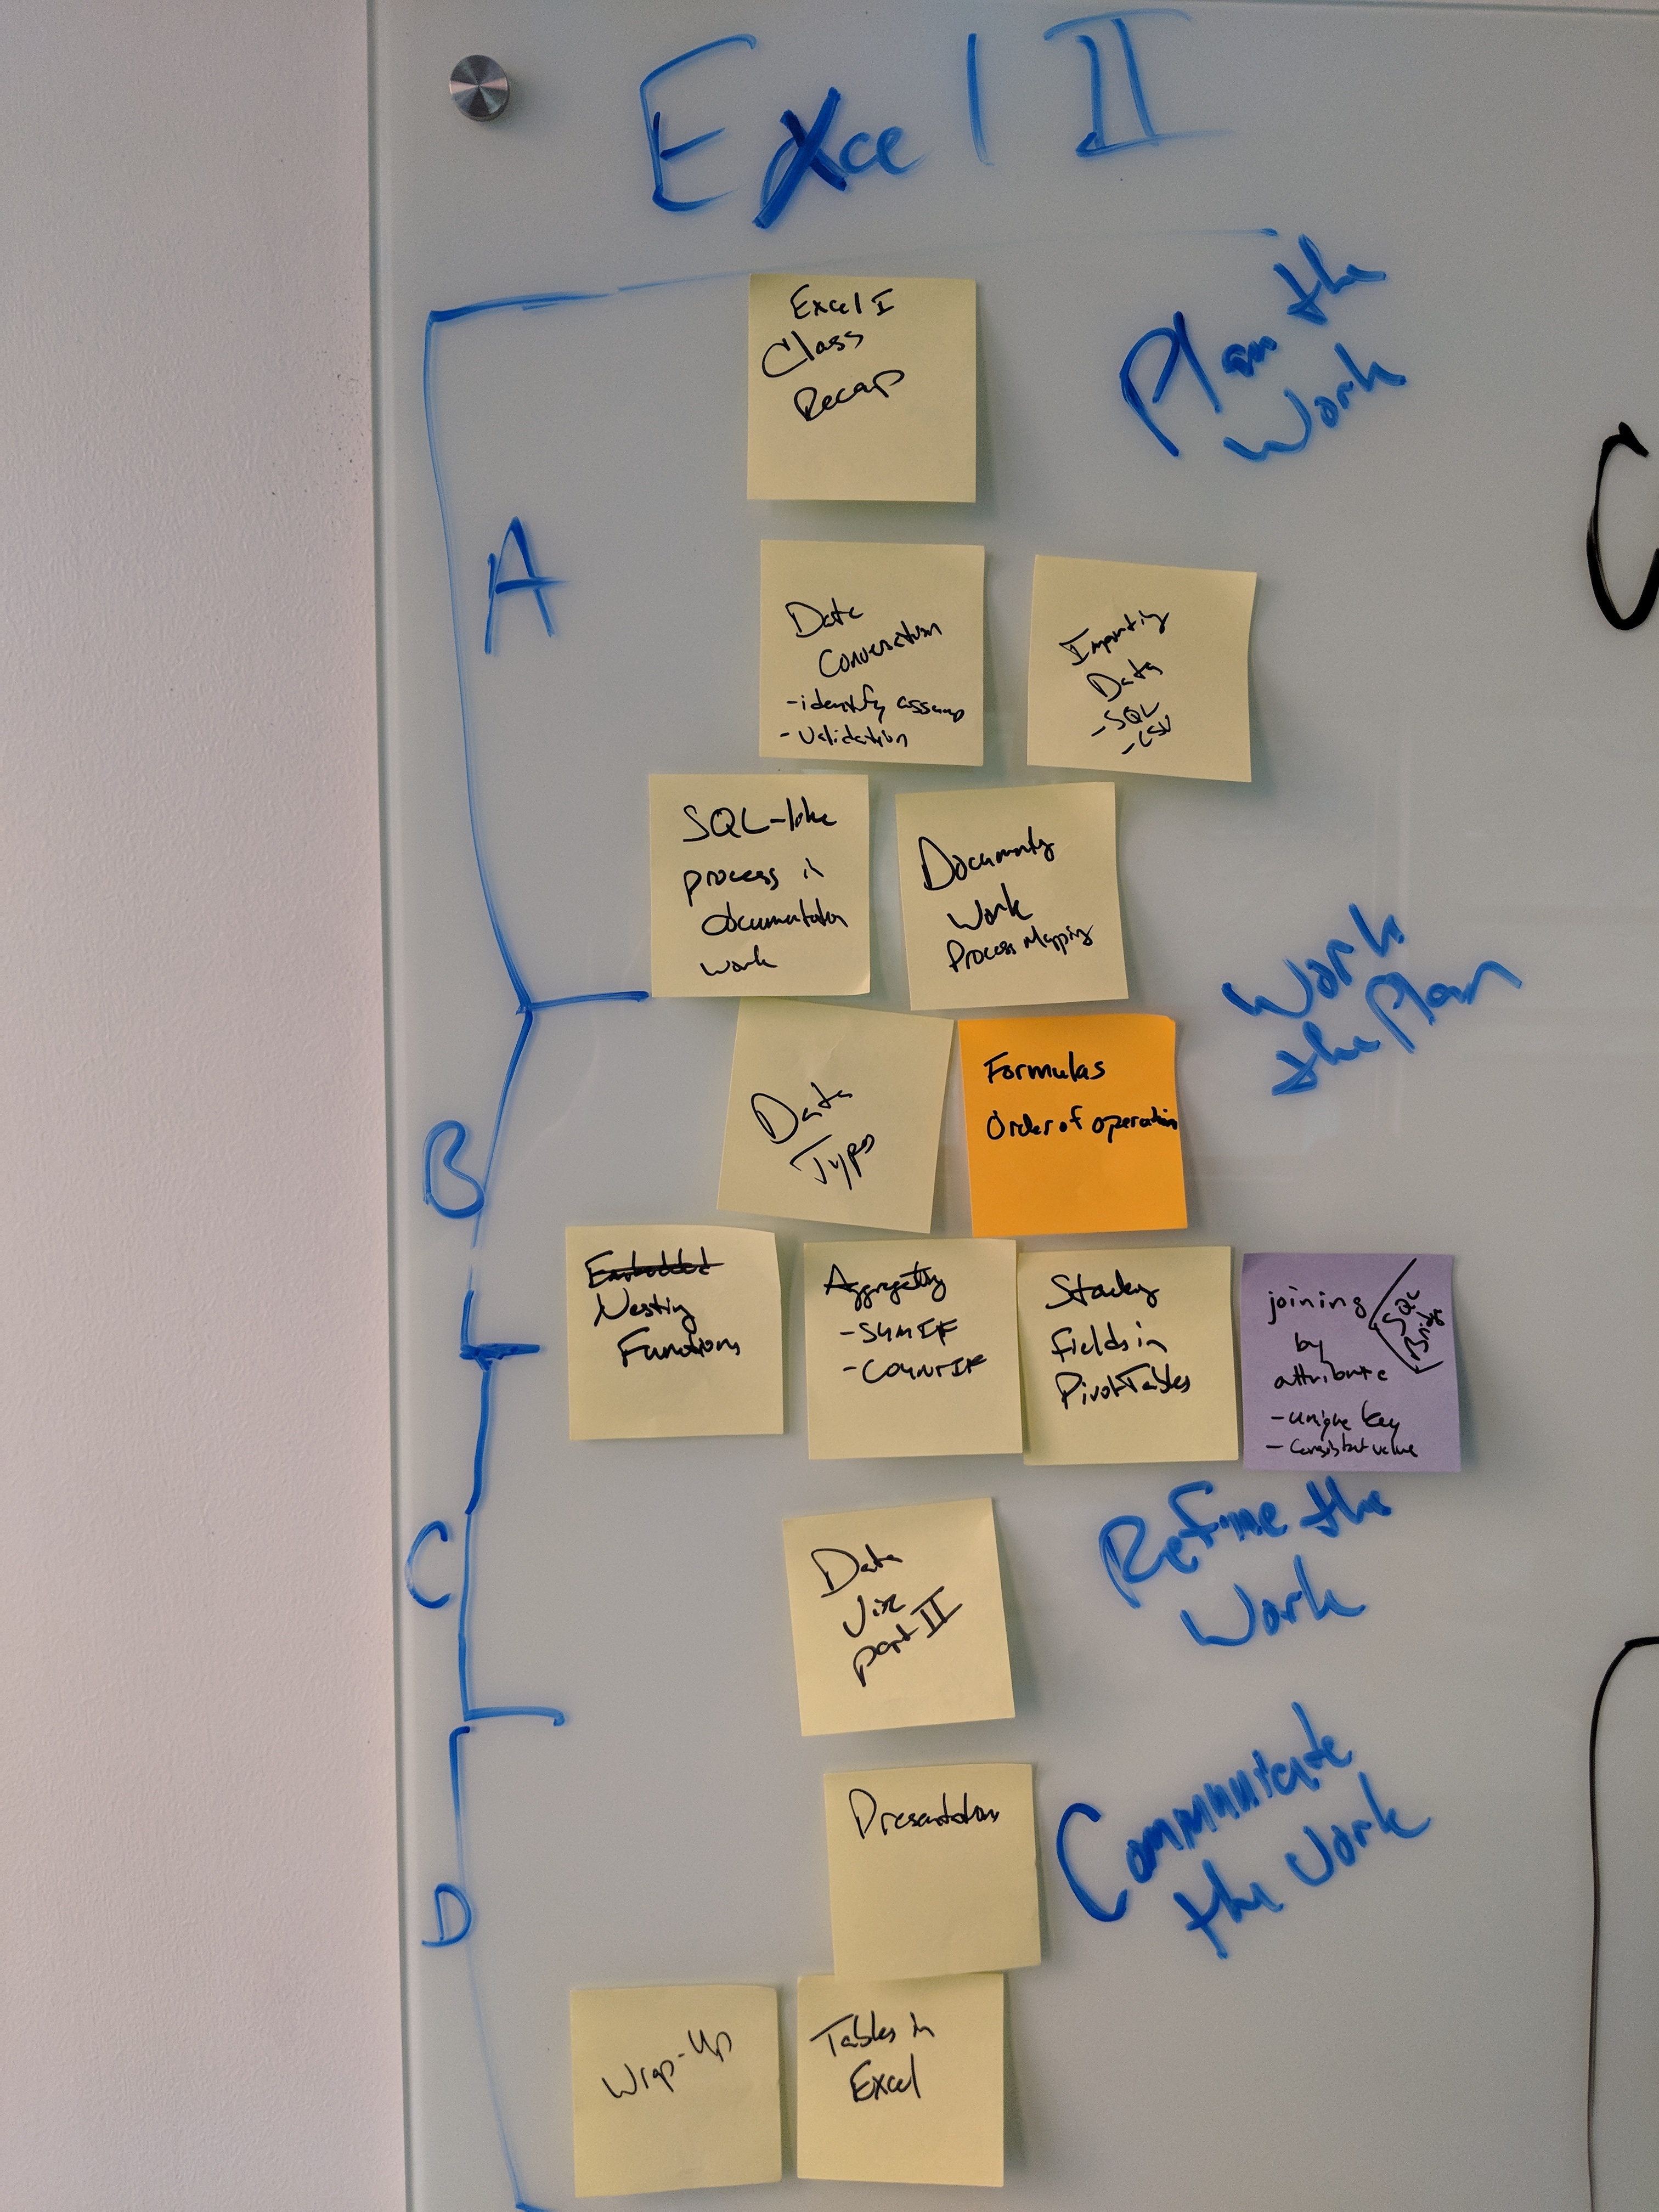 Excel II
Plan the
Work
Excel I
Class
Recap
A
Data
Conversation
- identify assump
- Validation
Importing
Data
- SQL
- CSV
SQL-like
process in
documentation
work
Documenting
Work
Process Mapping
Work
the Plan
B
Data
Types
Formulas
Order of operations
Embedded
Nesting
Functions
Aggregating
- SUMIF
- COUNTIF
Stacking
fields in
PivotTables
joining
by
attribute
- unique key
- consistent value
SQL
C
Refine the
Work
Data
Viz
part II
D
Presentation
Communicate
the Work
Wrap-Up
Tables in
Excel
C